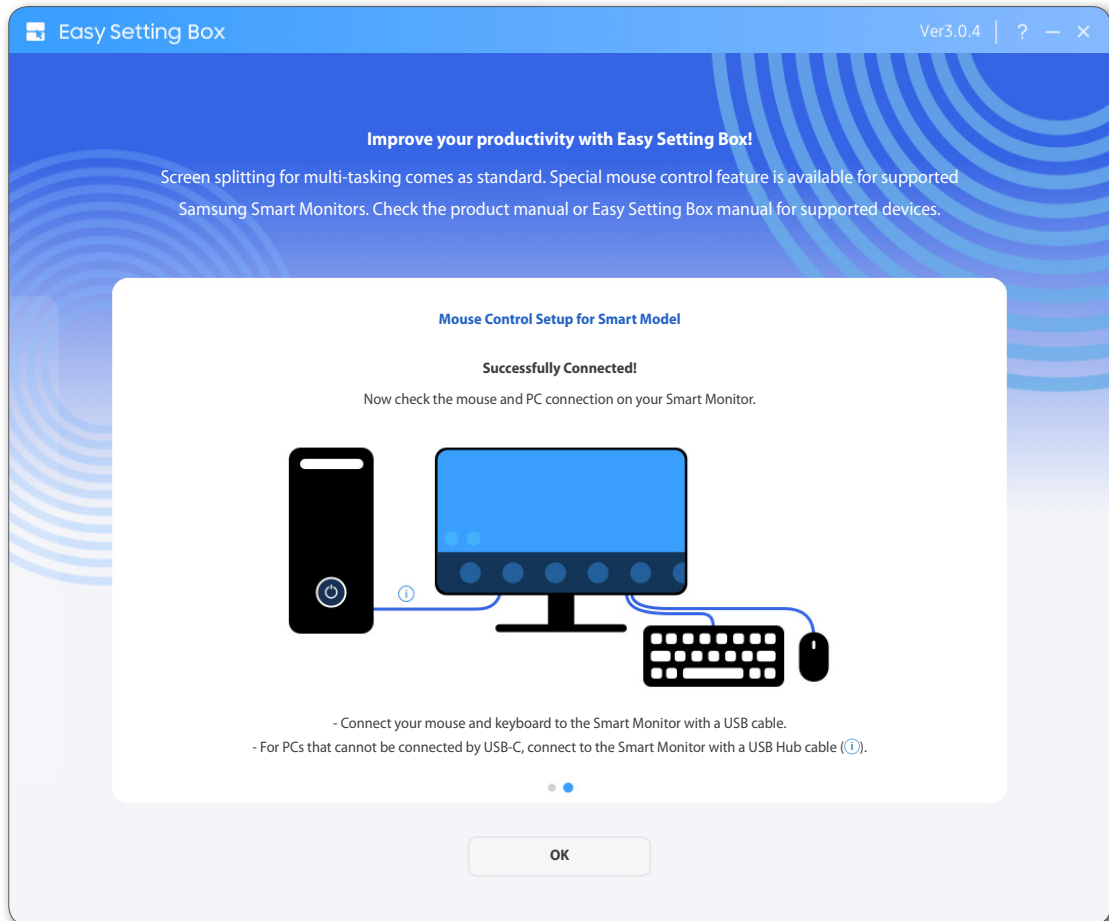 Easy Setting Box
Ver3.0.4
?
Improve your productivity with Easy Setting Box!
Screen splitting for multi-tasking comes as standard. Special mouse control feature is available for supported
Samsung Smart Monitors. Check the product manual or Easy Setting Box manual for supported devices.
Mouse Control Setup for Smart Model
Successfully Connected!
Now check the mouse and PC connection on your Smart Monitor.
i
- Connect your mouse and keyboard to the Smart Monitor with a USB cable.
- For PCs that cannot be connected by USB-C, connect to the Smart Monitor with a USB Hub cable (ⓘ).
OK